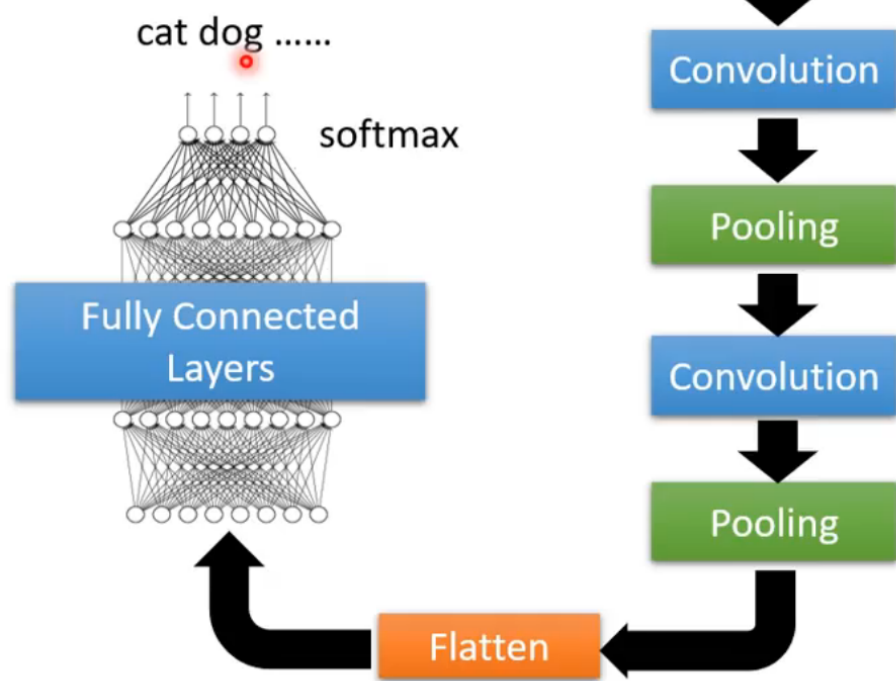 cat dog ......
softmax
Fully Connected
Layers
Convolution
Pooling
Convolution
Pooling
Flatten